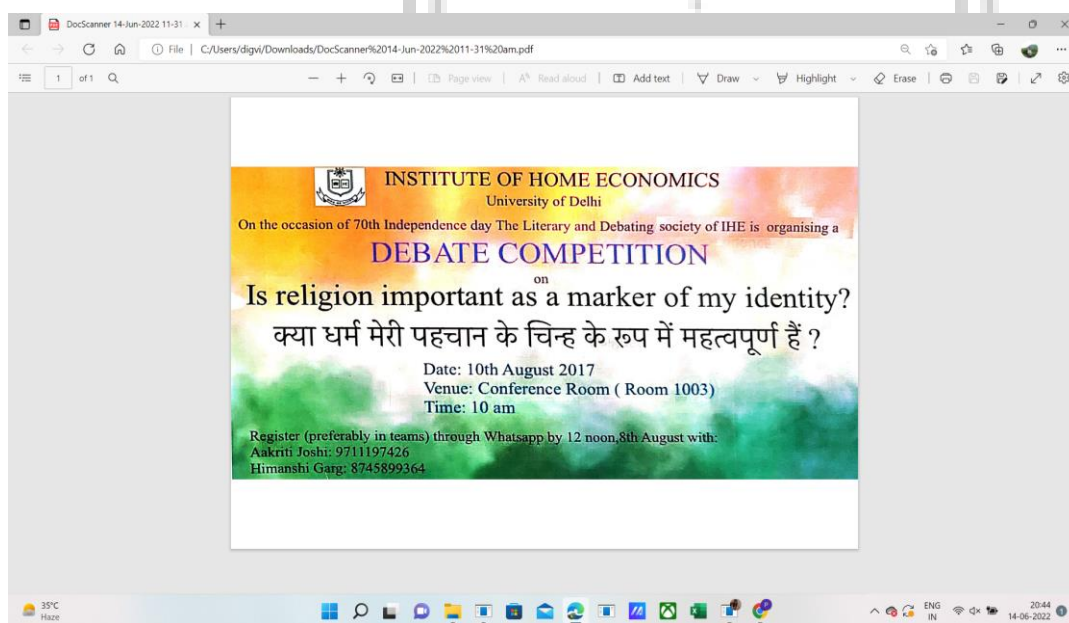 DocScanner 14-Jun-2022 11-31
File | C:/Users/digvi/Downloads/DocScanner%2014-Jun-2022%2011-31%20am.pdf
1 of 1 Page view Read aloud Add text Draw Highlight Erase
INSTITUTE OF HOME ECONOMICS
University of Delhi
On the occasion of 70th Independence day The Literary and Debating society of IHE is organising a
DEBATE COMPETITION
on
Is religion important as a marker of my identity?
क्या धर्म मेरी पहचान के चिन्ह के रूप में महत्वपूर्ण हैं ?
Date: 10th August 2017
Venue: Conference Room ( Room 1003)
Time: 10 am
Register (preferably in teams) through Whatsapp by 12 noon,8th August with:
Aakriti Joshi: 9711197426
Himanshi Garg: 8745899364
35°C
Haze
ENG
IN
20:44
14-06-2022